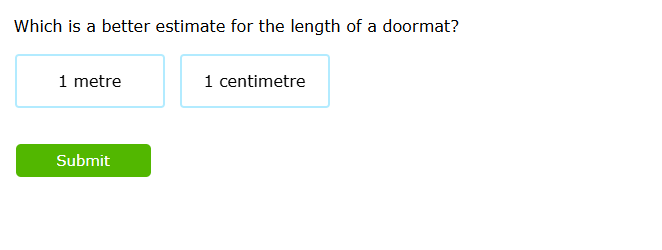 Which is a better estimate for the length of a doormat?
1 metre
1 centimetre
Submit